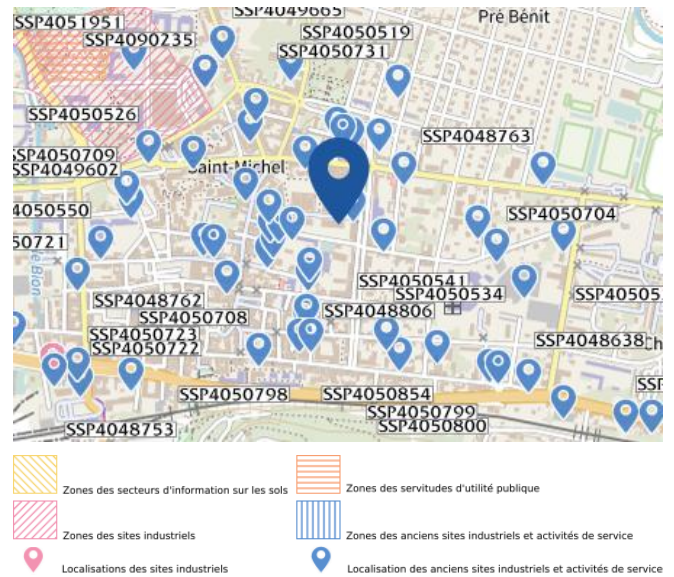 SSP4049665
Pré Bénit
SSP4051951
SSP4050519
SSP4090235
SSP4050731
SSP4050526
SSP4048763
SSP4050709
SSP4049602
Saint-Michel
4050550
SSP4050704
50721
Bion
SSP4050541
SSP4050534
SSP40505
SSP4048762
SSP4050708
SSP4048806
SSP4050723
SSP4050722
SSP4048638
Ch
SSP
SSP4050798
SSP4050854
SSP4050799
SSP4050800
SSP4048753
Zones des secteurs d'information sur les sols
Zones des servitudes d'utilité publique
Zones des sites industriels
Zones des anciens sites industriels et activités de service
Localisations des sites industriels
Localisation des anciens sites industriels et activités de service